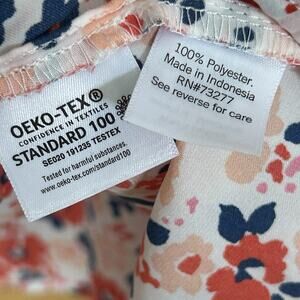 OEKO-TEX®
CONFIDENCE IN TEXTILES
STANDARD 100
SE020 191235 TESTEX
Tested for harmful substances.
www.oeko-tex.com/standard100
100% Polyester
Made in Indonesia
RN#73277
See reverse for care